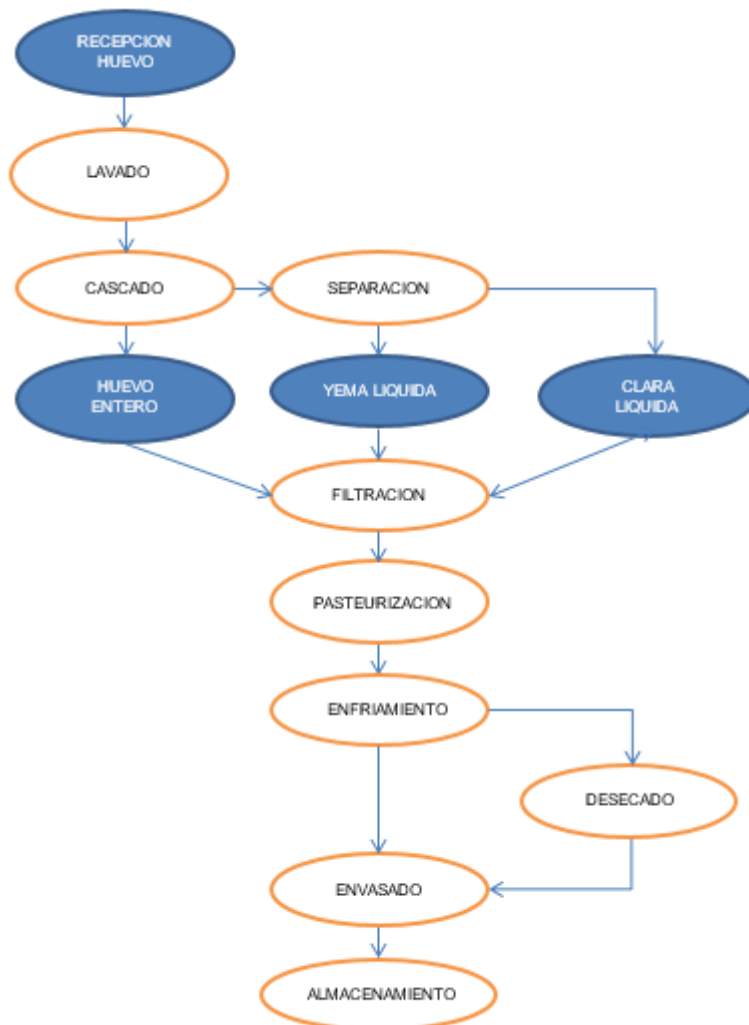 RECEPCION
HUEVO
LAVADO
CASCADO
SEPARACION
HUEVO
ENTERO
YEMA LIQUIDA
CLARA
LIQUIDA
FILTRACION
PASTEURIZACION
ENFRIAMIENTO
DESECADO
ENVASADO
ALMACENAMIENTO